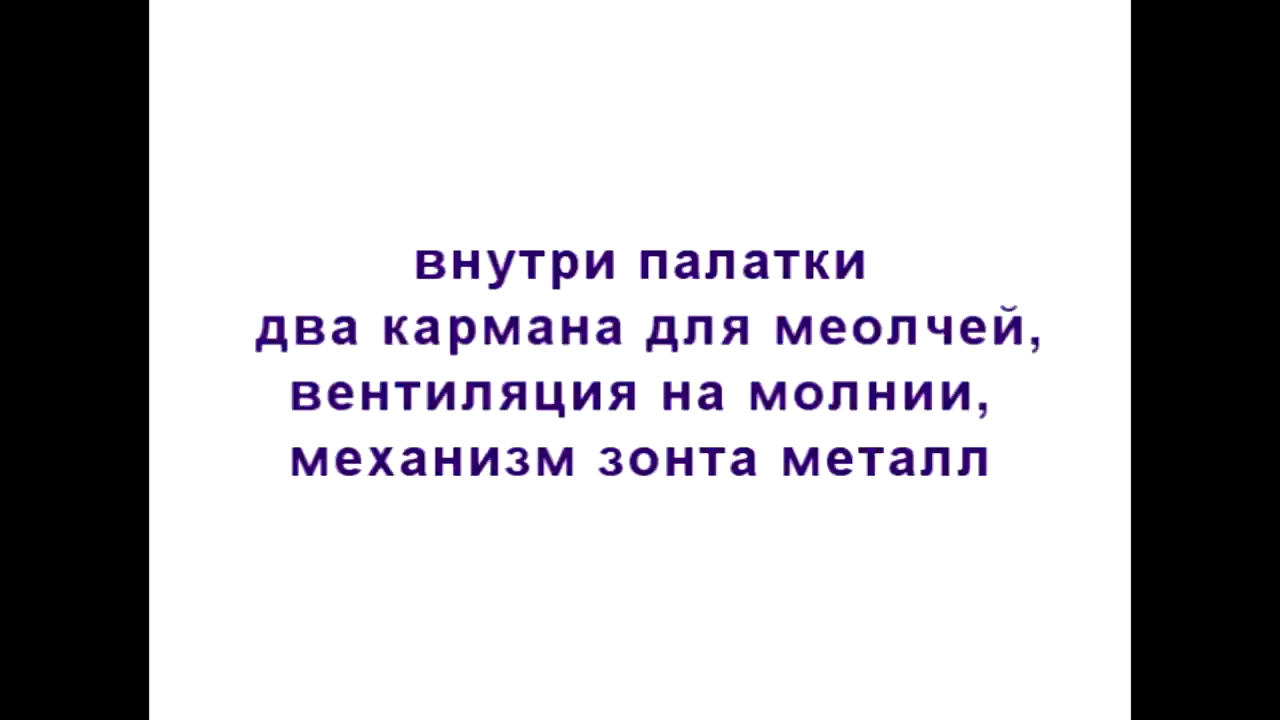 внутри палатки
два кармана для меолчей,
вентиляция на молнии,
механизм зонта металл